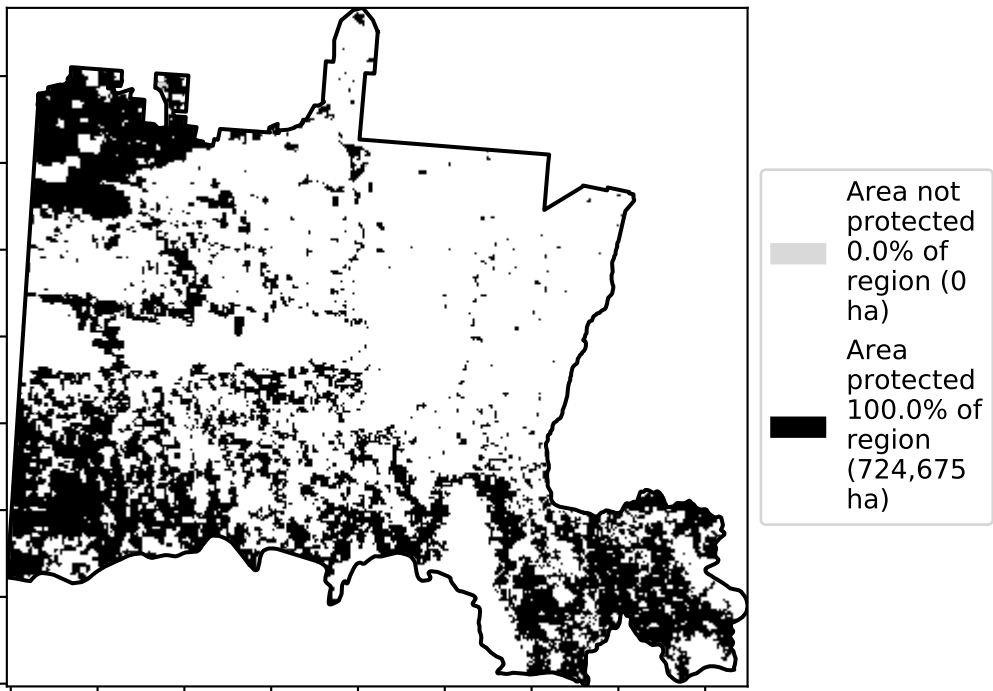 Area not
protected
0.0% of
region (0
ha)
Area
protected
100.0% of
region
(724,675
ha)